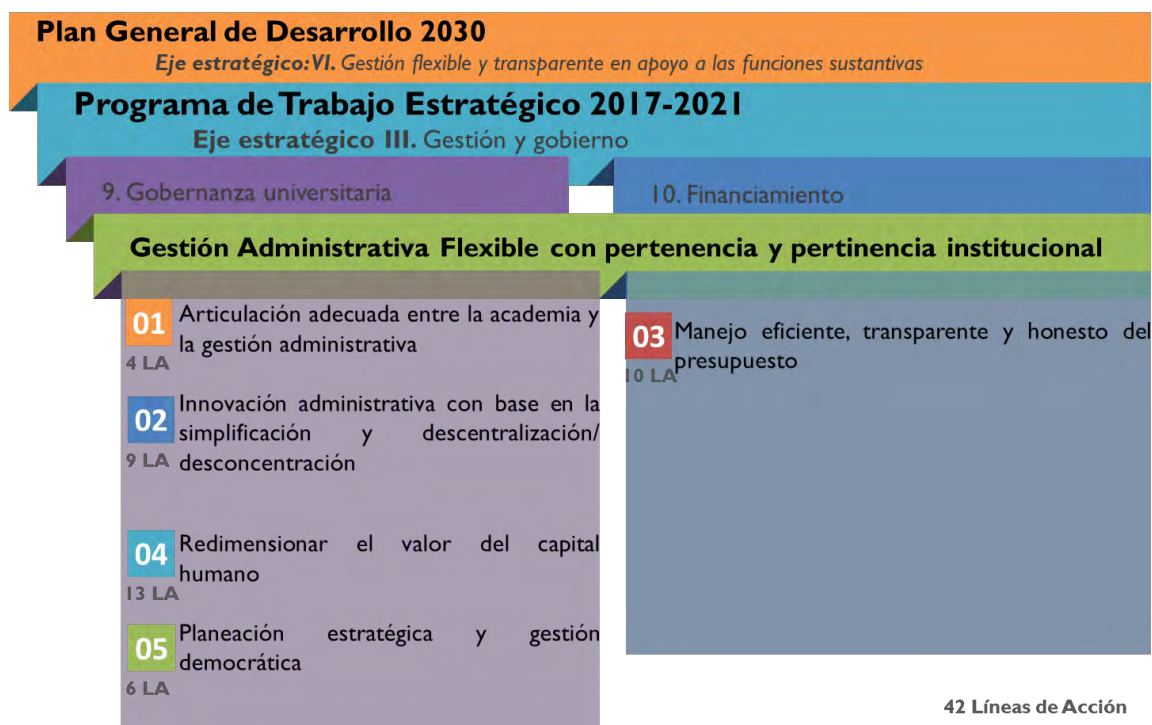 Plan General de Desarrollo 2030
Eje estratégico: VI. Gestión flexible y transparente en apoyo a las funciones sustantivas
Programa de Trabajo Estratégico 2017-2021
Eje estratégico III. Gestión y gobierno
9. Gobernanza universitaria
10. Financiamiento
Gestión Administrativa Flexible con pertenencia y pertinencia institucional
01 Articulación adecuada entre la academia y
la gestión administrativa
4 LA
02 Innovación administrativa con base en la
simplificación y descentralización/
9 LA desconcentración
04 Redimensionar el valor del capital
humano
13 LA
05 Planeación estratégica y gestión
democrática
6 LA
03 Manejo eficiente, transparente y honesto del
presupuesto
10 LA
42 Líneas de Acción